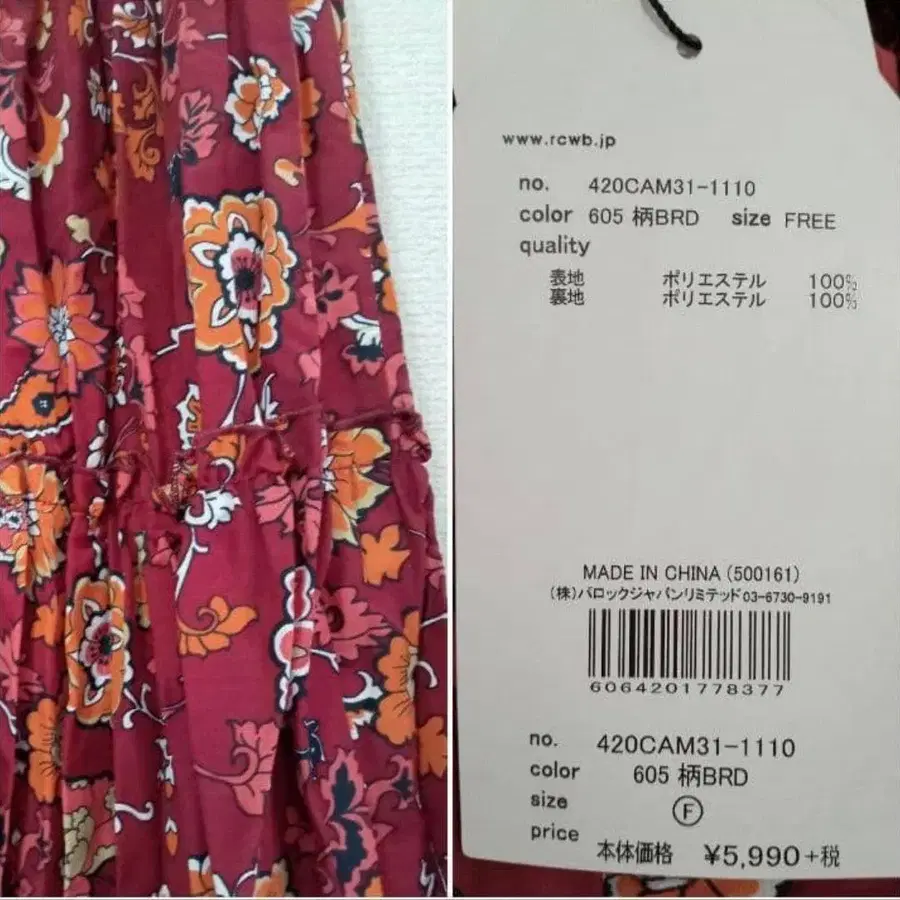 www.rcwb.jp
no. 420CAM31-1110
color 605 柄BRD size FREE
quality
表地 ポリエステル 100%
裏地 ポリエステル 100%
MADE IN CHINA (500161)
(株)バロックジャパンリミテッド03-6730-9191
6064201778377
no. 420CAM31-1110
color 605 柄BRD
size F
price
本体価格 ¥5,990+税